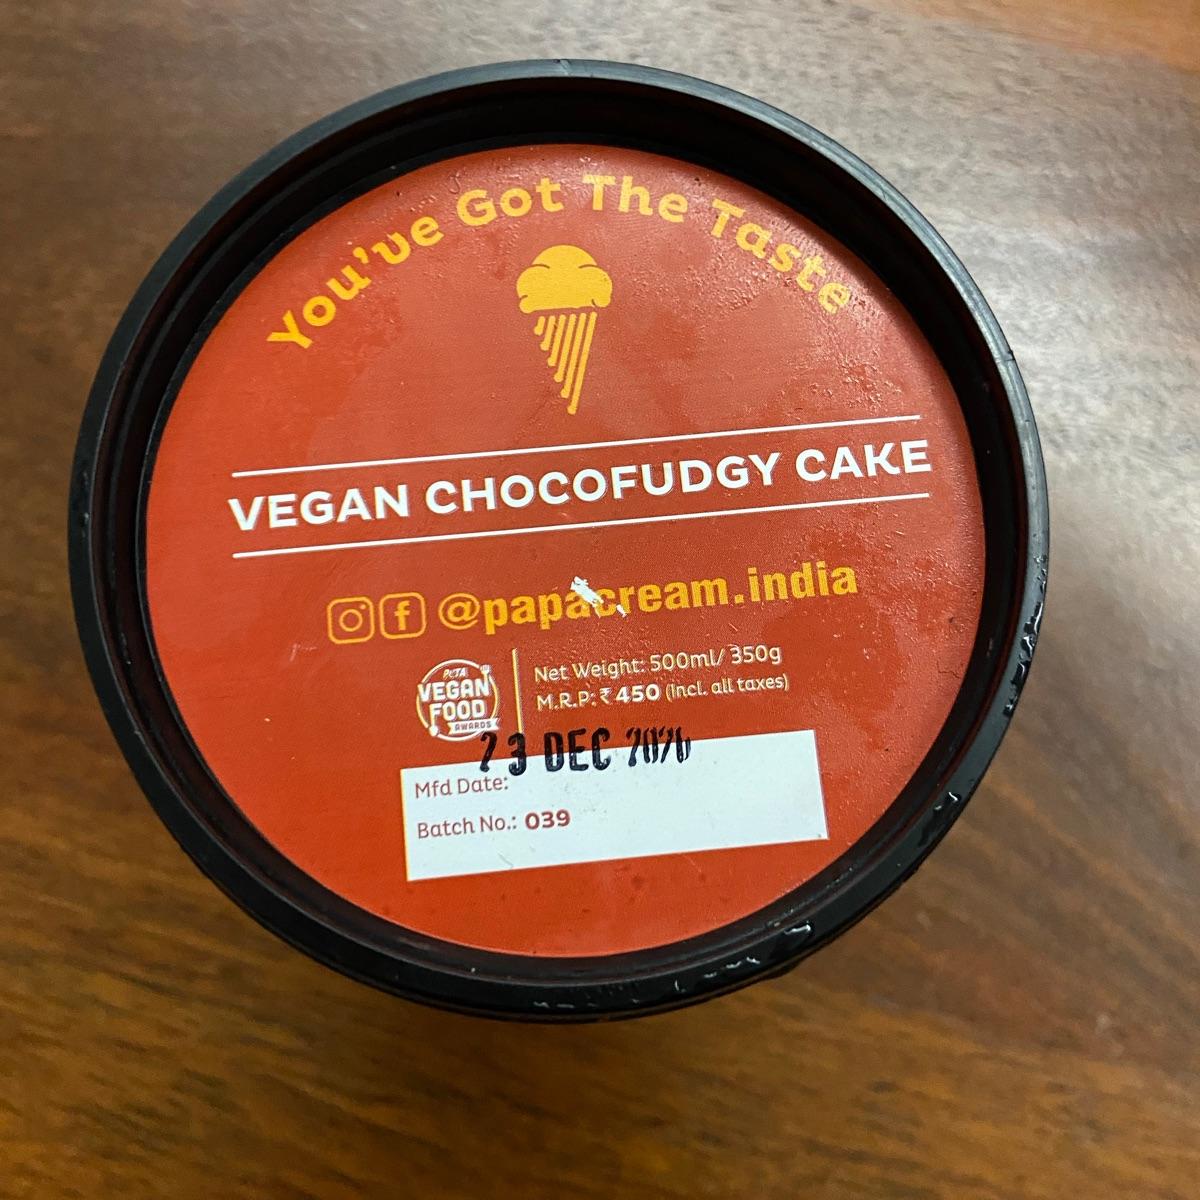 You've Got The Taste
VEGAN CHOCOFUDGY CAKE
@papacream.india
PETA
VEGAN
FOOD
AWARDS
Net Weight: 500ml/ 350g
M.R.P: ₹ 450 (incl. all taxes)
23 DEC
Mfd Date:
Batch No.: 039